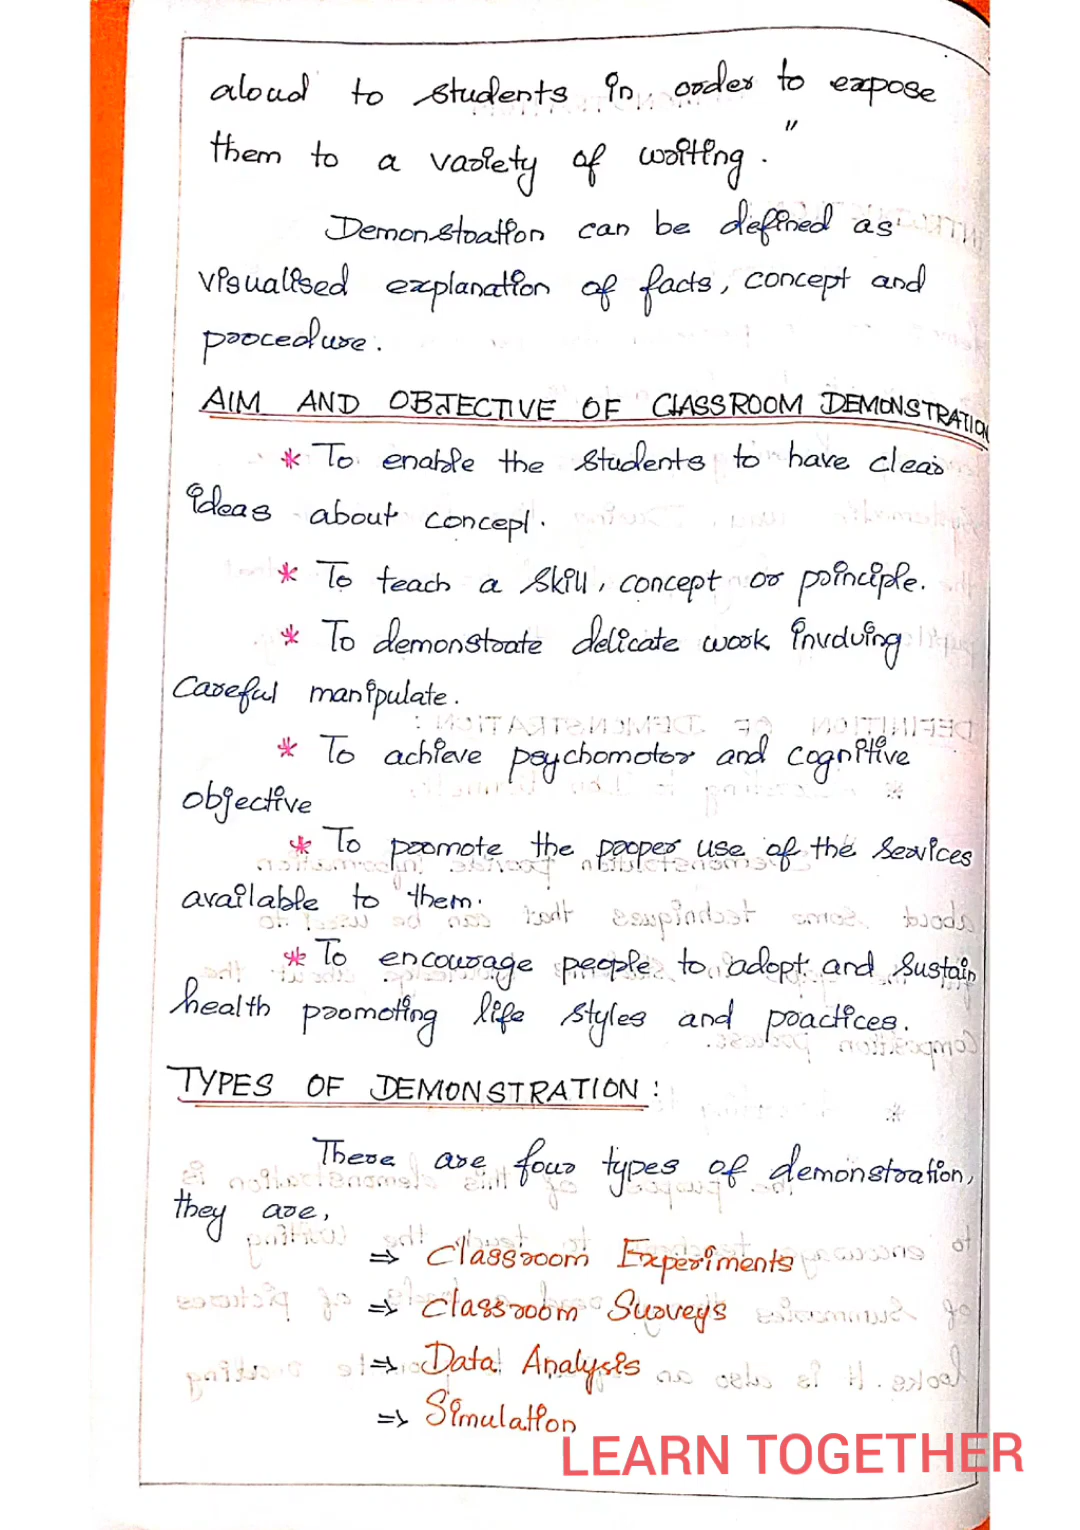 aloud to students in order to expose
them to a variety of writing."
Demonstration can be defined as
visualised explanation of facts, concept and
procedure.
AIM AND OBJECTIVE OF CLASSROOM DEMONSTRATION
* To enable the students to have clear
ideas about concept.
* To teach a skill, concept or principle.
* To demonstrate delicate work involving
careful manipulate.
* To achieve psychomotor and cognitive
objective
* To promote the proper use of the services
available to them.
* To encourage people to adopt and sustain
health promoting life styles and practices.
TYPES OF DEMONSTRATION:
There are four types of demonstration,
they are,
⇒ Classroom Experiments
⇒ Classroom Surveys
⇒ Data Analysis
⇒ Simulation
LEARN TOGETHER